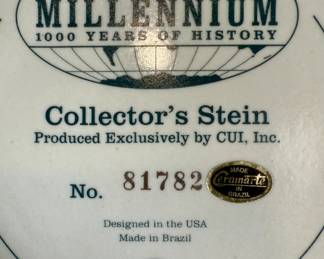 MILLENNIUM
1000 YEARS OF HISTORY
Collector's Stein
Produced Exclusively by CUI, Inc.
No. 81782
MADE
Ceramarte
IN
BRAZIL
Designed in the USA
Made in Brazil